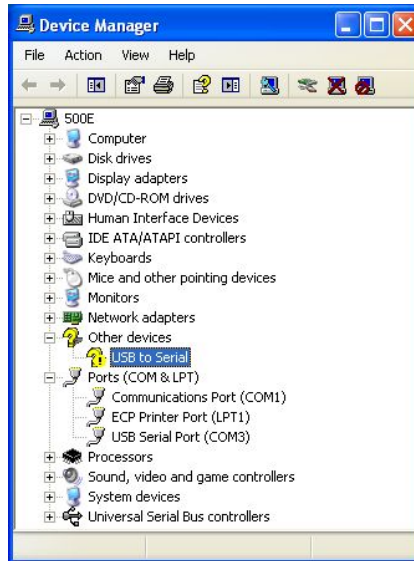 Device Manager
File Action View Help
500E
Computer
Disk drives
Display adapters
DVD/CD-ROM drives
Human Interface Devices
IDE ATA/ATAPI controllers
Keyboards
Mice and other pointing devices
Monitors
Network adapters
Other devices
USB to Serial
Ports (COM & LPT)
Communications Port (COM1)
ECP Printer Port (LPT1)
USB Serial Port (COM3)
Processors
Sound, video and game controllers
System devices
Universal Serial Bus controllers